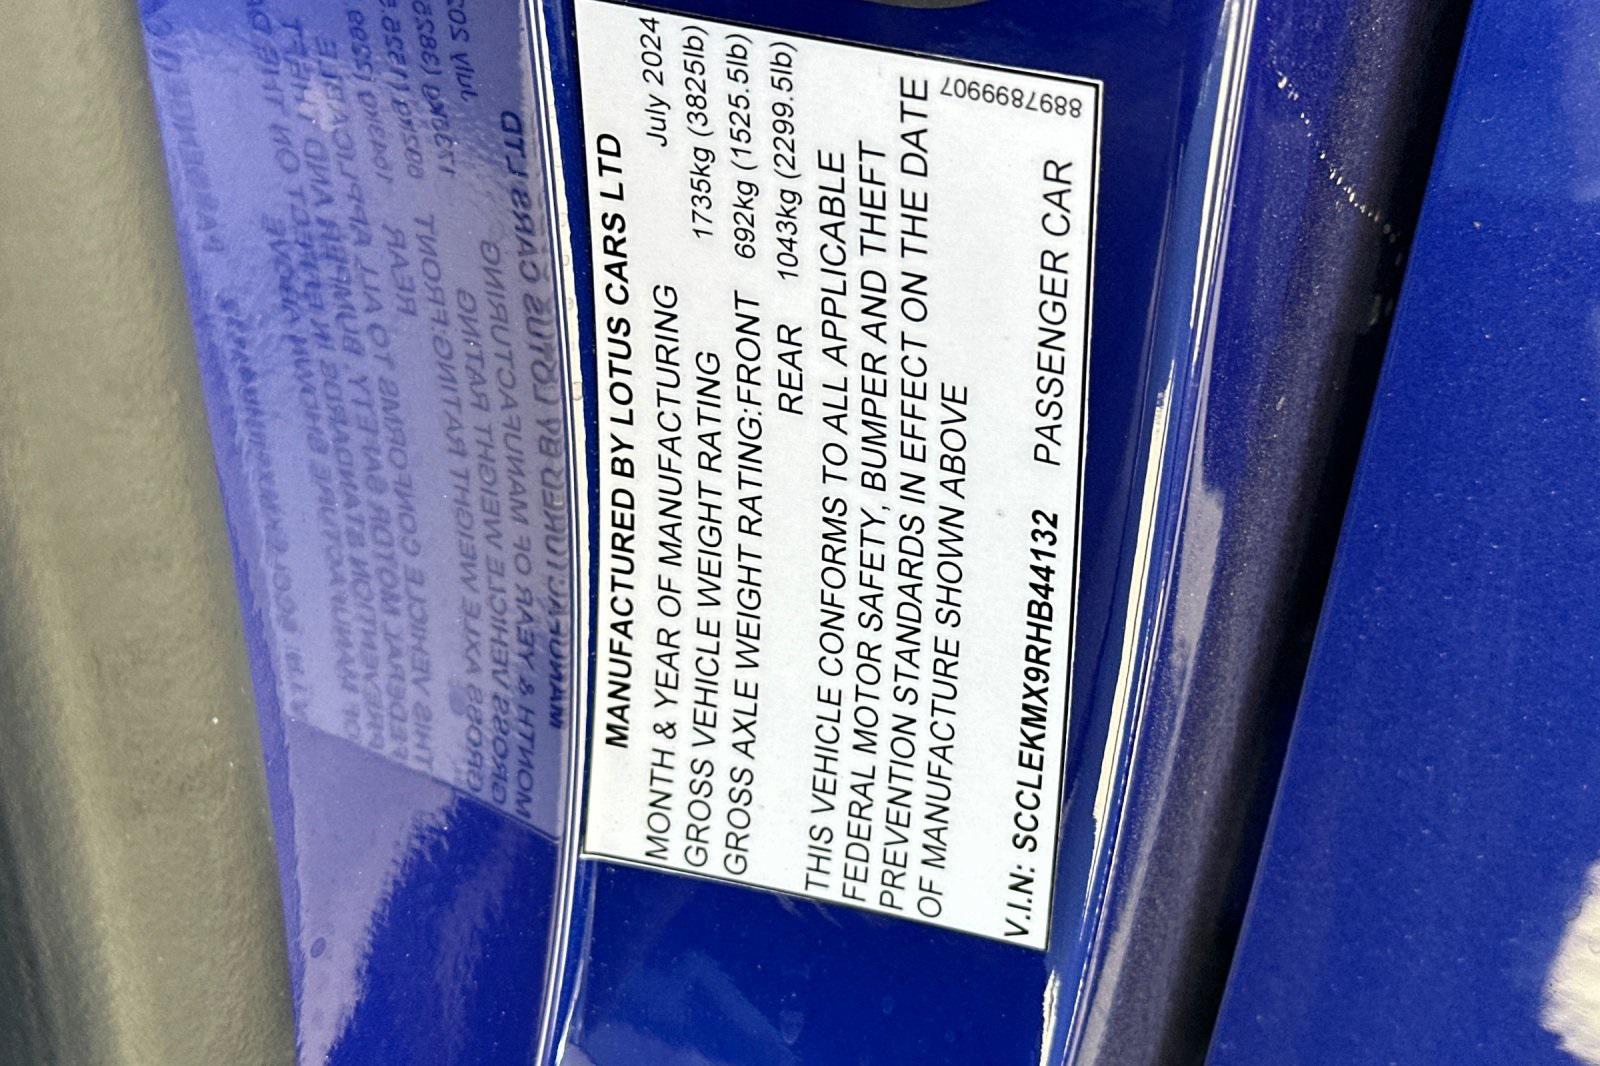 MANUFACTURED BY LOTUS CARS LTD
MONTH & YEAR OF MANUFACTURING July 2024
GROSS VEHICLE WEIGHT RATING 1735kg (3825lb)
GROSS AXLE WEIGHT RATING:FRONT 692kg (1525.5lb)
REAR 1043kg (2299.5lb)
THIS VEHICLE CONFORMS TO ALL APPLICABLE
FEDERAL MOTOR SAFETY, BUMPER AND THEFT
PREVENTION STANDARDS IN EFFECT ON THE DATE
OF MANUFACTURE SHOWN ABOVE
V.I.N: SCCLEKMX9RHB44132 PASSENGER CAR
8897899907